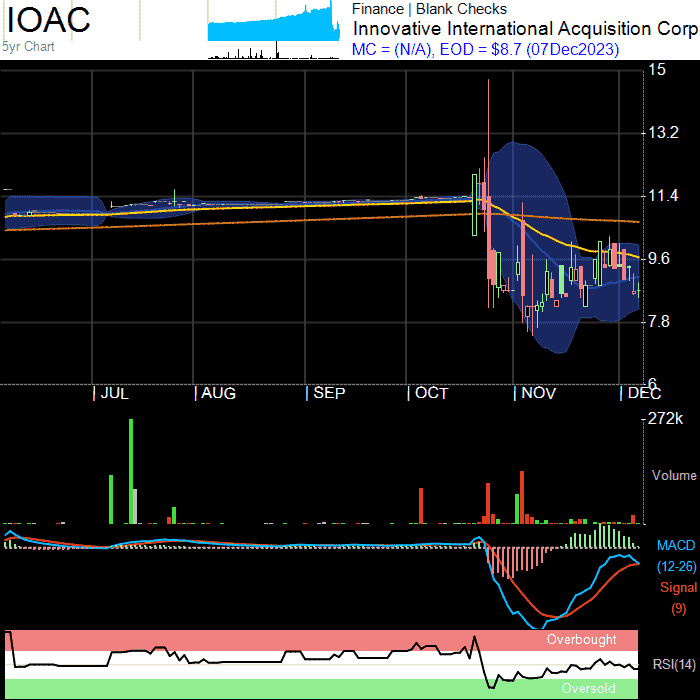 IOAC
5yr Chart
Finance | Blank Checks
Innovative International Acquisition Corp
MC = (N/A), EOD = $8.7 (07Dec2023)
15
13.2
11.4
9.6
7.8
6
JUL AUG SEP OCT NOV DEC
272k
Volume
MACD
(12-26)
Signal
(9)
Overbought
RSI(14)
Oversold